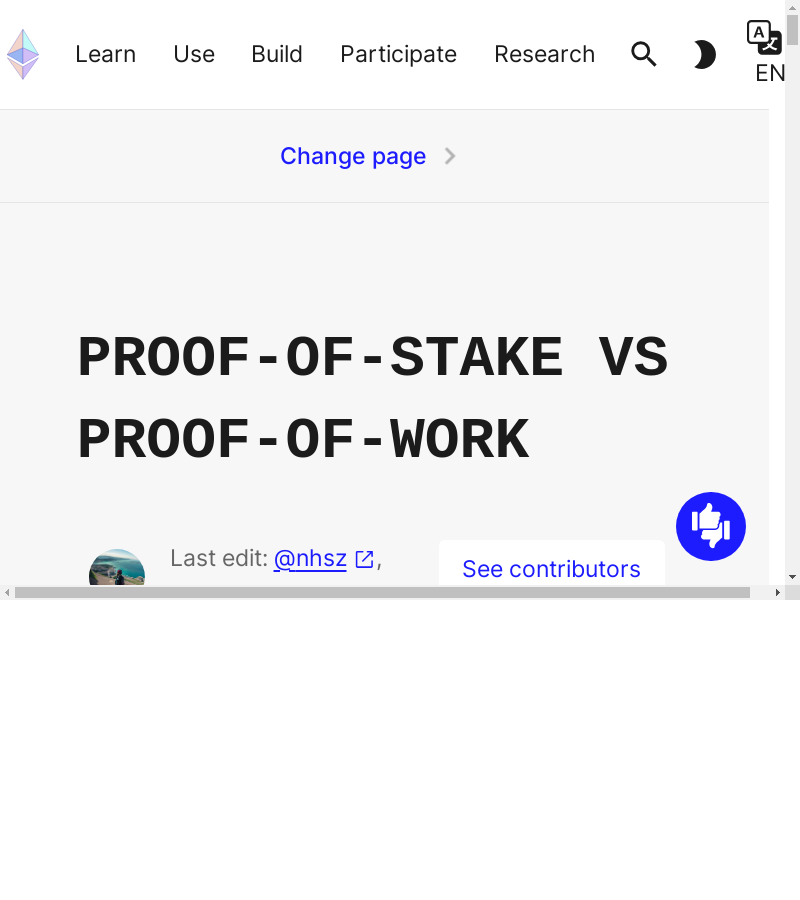 Learn Use Build Participate Research
EN
Change page
PROOF-OF-STAKE VS
PROOF-OF-WORK
Last edit: @nhsz ,
See contributors